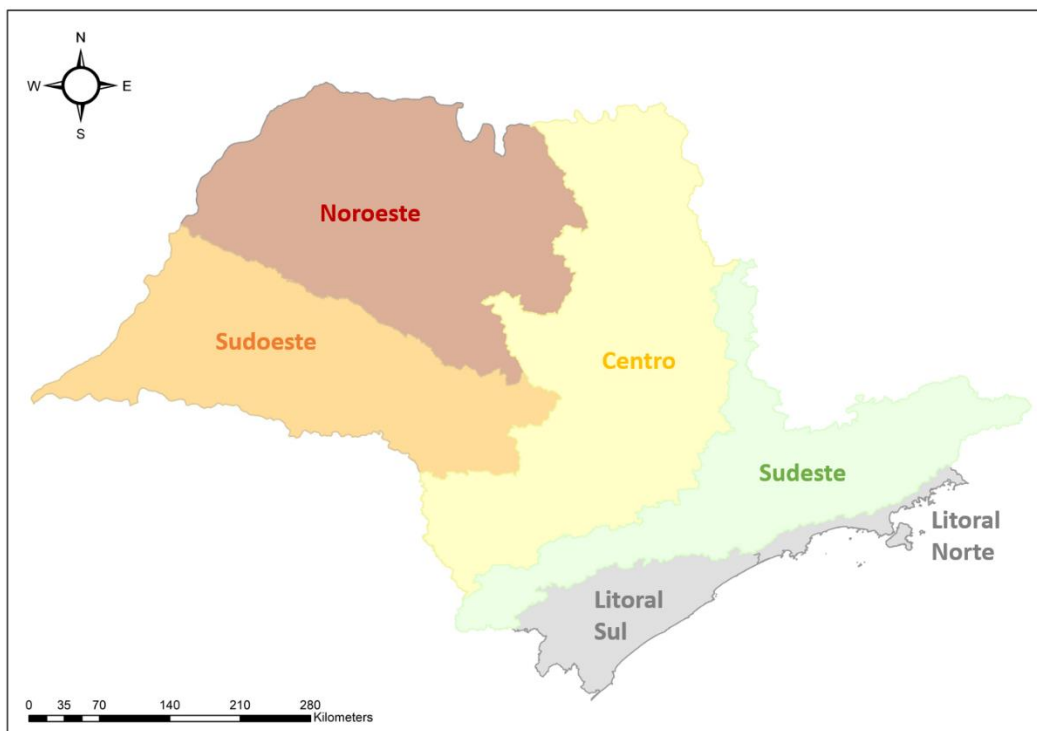 N
W E
S
Noroeste
Sudoeste
Centro
Sudeste
Litoral
Norte
Litoral
Sul
0 35 70 140 210 280
Kilometers